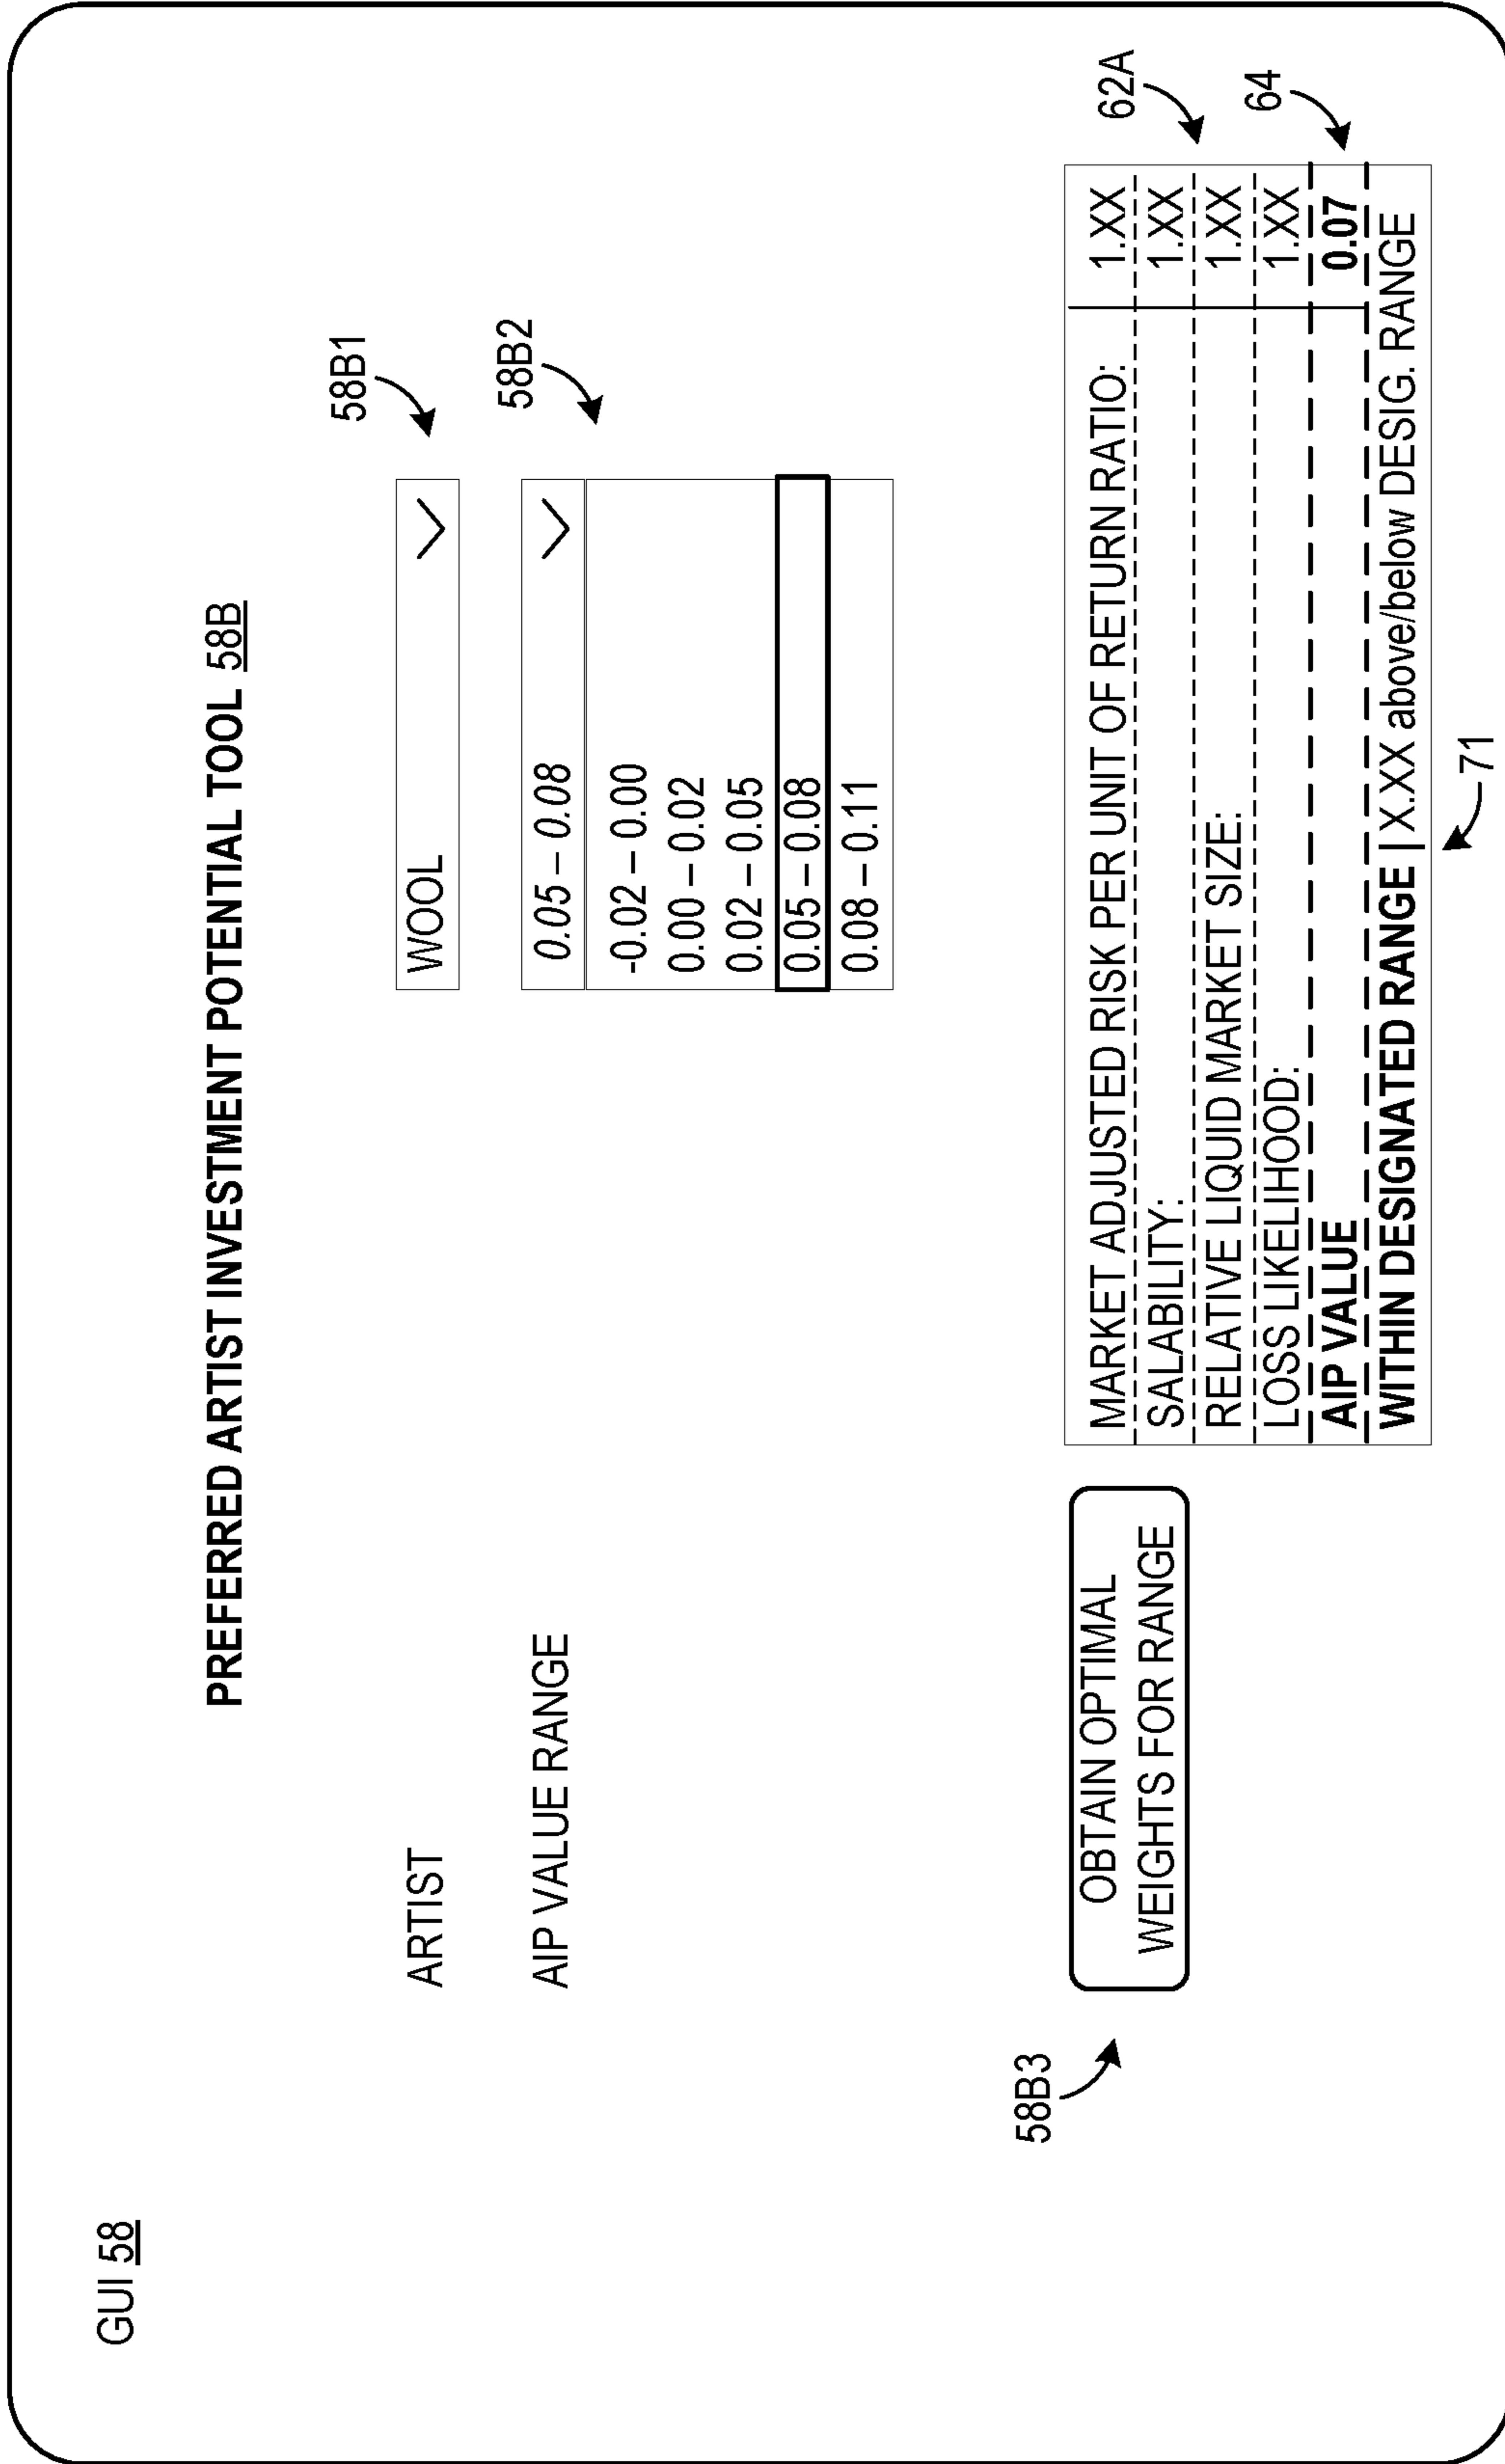 GUI 58
PREFERRED ARTIST INVESTMENT POTENTIAL TOOL 58B
58B1
ARTIST
WOOL
58B2
AIP VALUE RANGE
0.05 – 0.08
-0.02 – 0.00
0.00 – 0.02
0.02 – 0.05
0.05 – 0.08
0.08 – 0.11
58B3
OBTAIN OPTIMAL
WEIGHTS FOR RANGE
MARKET ADJUSTED RISK PER UNIT OF RETURN RATIO: 1.XX
62A
SALABILITY: 1.XX
RELATIVE LIQUID MARKET SIZE: 1.XX
LOSS LIKELIHOOD: 1.XX
64
AIP VALUE 0.07
WITHIN DESIGNATED RANGE | X.XX above/below DESIG. RANGE
71